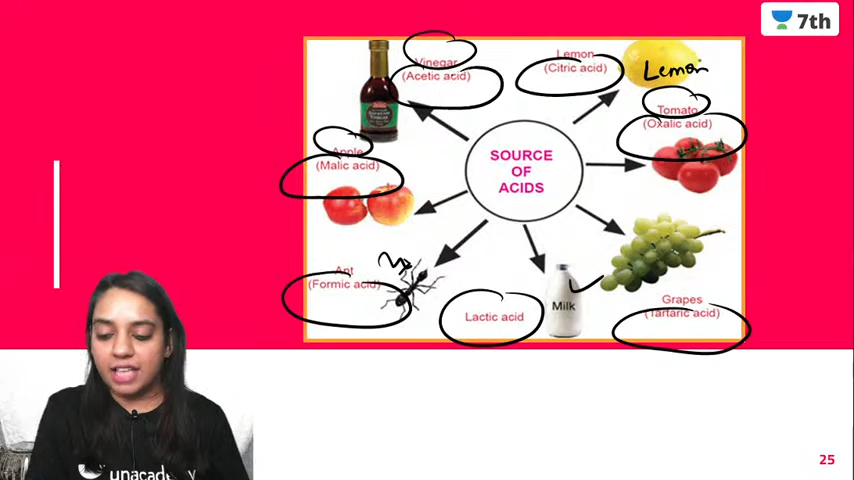 7th
Vinegar
(Acetic acid)
Lemon
(Citric acid)
Lemon
Tomato
(Oxalic acid)
Apple
(Malic acid)
SOURCE
OF
ACIDS
Ant
(Formic acid)
Lactic acid
Milk
Grapes
(Tartaric acid)
unacademy
25